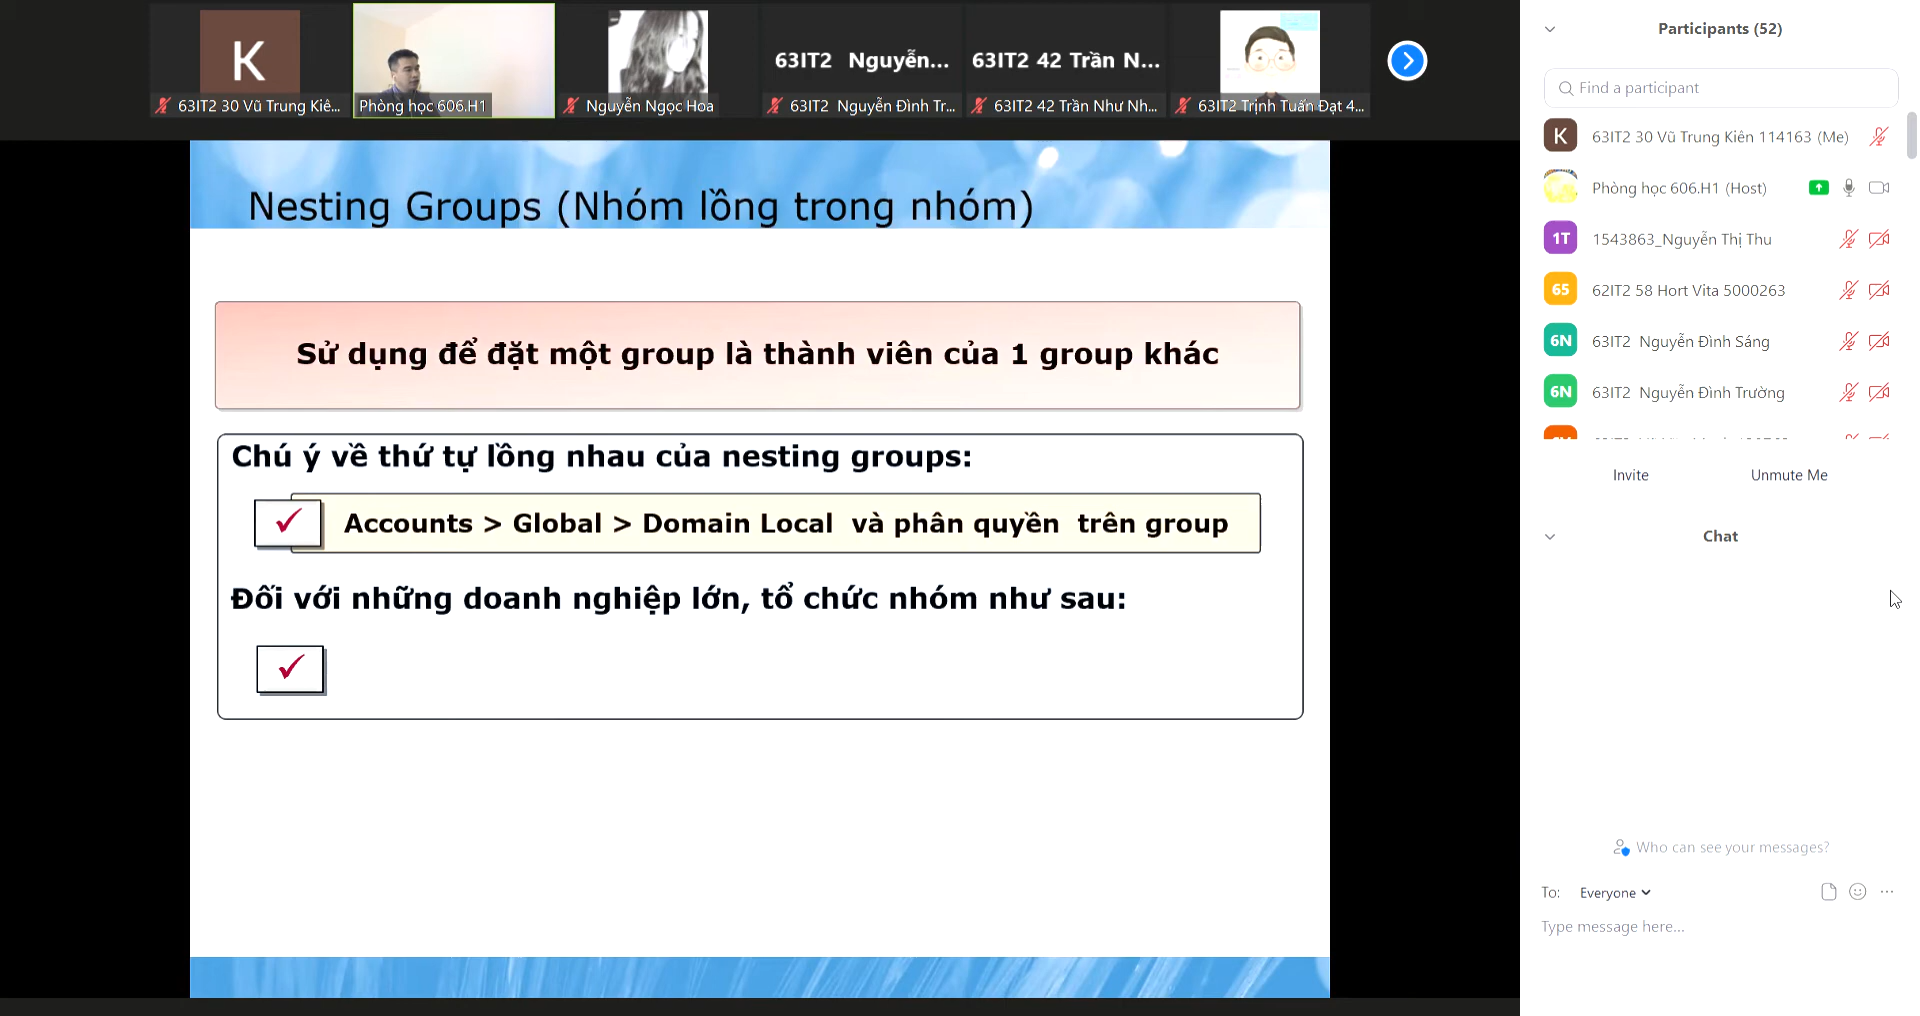 K
63IT2 30 Vũ Trung Kiê...
Phòng học 606.H1
Nguyễn Ngọc Hoa
63IT2 Nguyễn...
63IT2 Nguyễn Đình Tr...
63IT2 42 Trần N...
63IT2 42 Trần Như Nh...
63IT2 Trịnh Tuấn Đạt 4...
Nesting Groups (Nhóm lồng trong nhóm)
Sử dụng để đặt một group là thành viên của 1 group khác
Chú ý về thứ tự lồng nhau của nesting groups:
Accounts > Global > Domain Local và phân quyền trên group
Đối với những doanh nghiệp lớn, tổ chức nhóm như sau:
Participants (52)
Find a participant
K 63IT2 30 Vũ Trung Kiên 114163 (Me)
Phòng học 606.H1 (Host)
1T 1543863_Nguyễn Thị Thu
65 62IT2 58 Hort Vita 5000263
6N 63IT2 Nguyễn Đình Sáng
6N 63IT2 Nguyễn Đình Trường
Invite Unmute Me
Chat
Who can see your messages?
To: Everyone
Type message here...